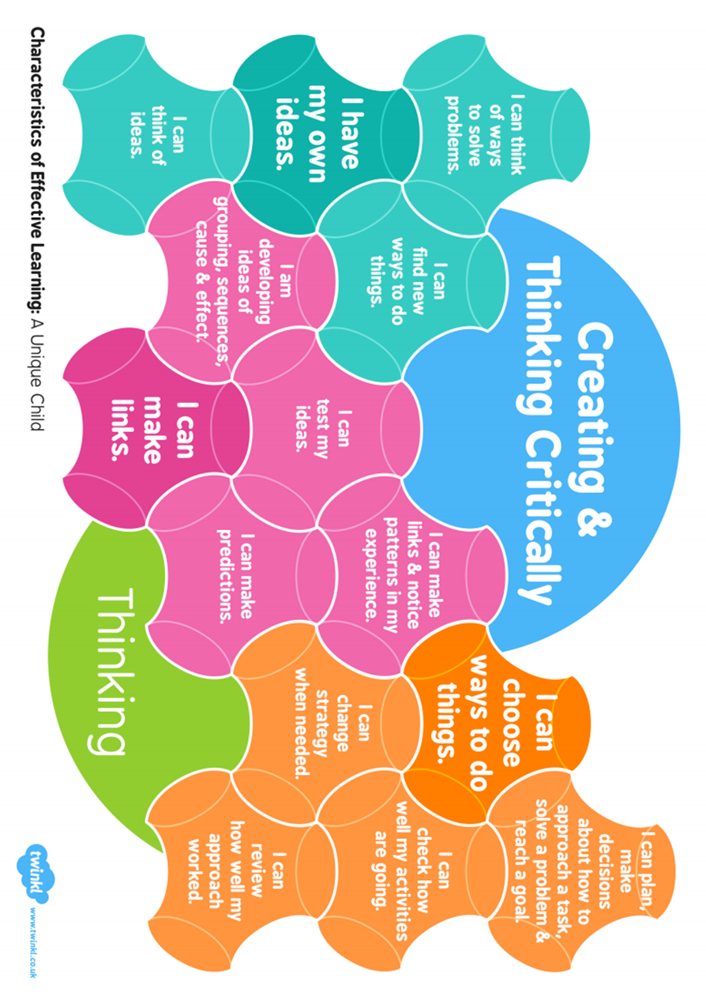 Creating &
Thinking Critically
I can think
of ways
to solve
problems.
I have
my own
ideas.
I can
think of
ideas.
I can
find new
ways to do
things.
I am
developing
ideas of
grouping, sequences,
cause & effect.
I can
test my
ideas.
I can
make
links.
I can make
links & notice
patterns in my
experience.
I can make
predictions.
I can
choose
ways to do
things.
I can
change
strategy
when needed.
I can plan,
make
decisions
about how to
approach a task,
solve a problem &
reach a goal.
I can
check how
well my activities
are going.
I can
review
how well my
approach
worked.
Thinking
Characteristics of Effective Learning: A Unique Child
twinkl www.twinkl.co.uk